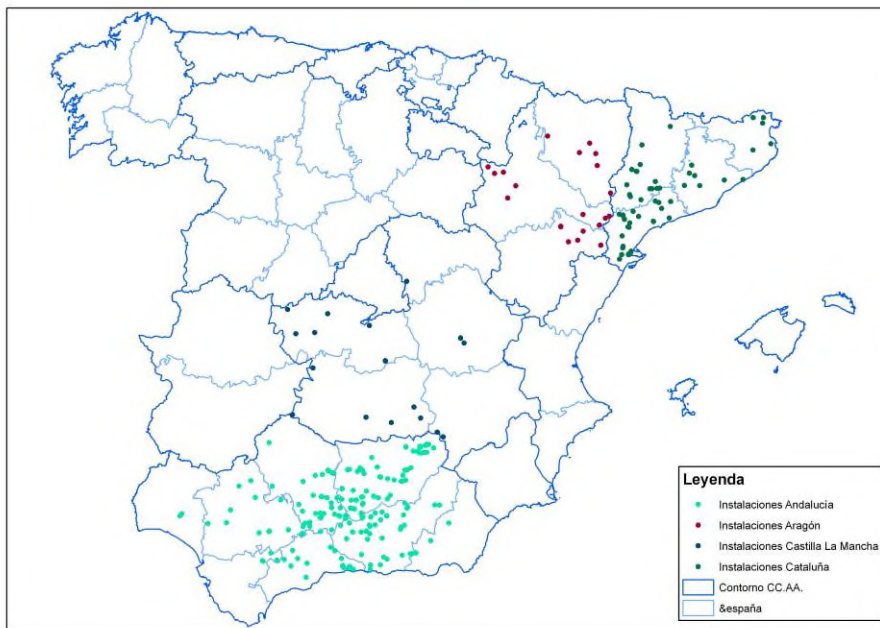 Leyenda
Instalaciones Andalucía
Instalaciones Aragón
Instalaciones Castilla La Mancha
Instalaciones Cataluña
Contorno CC.AA.
&españa